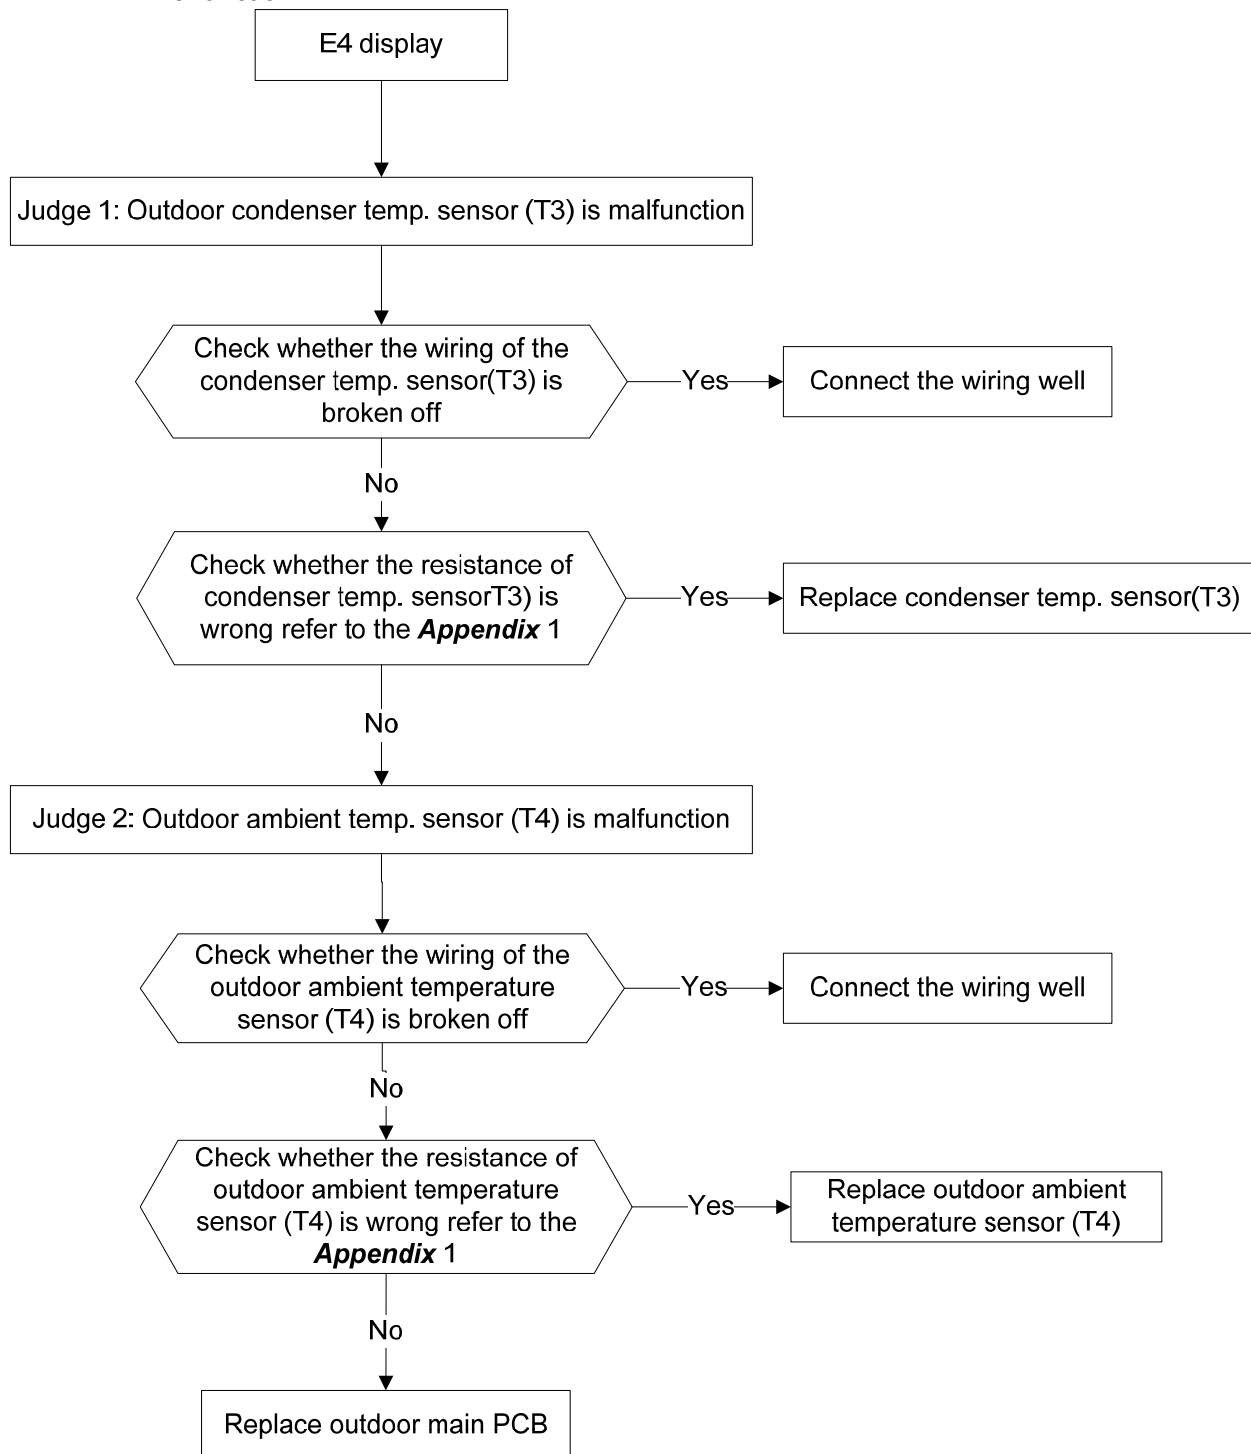 E4 display
Judge 1: Outdoor condenser temp. sensor (T3) is malfunction
Check whether the wiring of the
condenser temp. sensor(T3) is
broken off
Yes
Connect the wiring well
No
Check whether the resistance of
condenser temp. sensorT3) is
wrong refer to the Appendix 1
Yes
Replace condenser temp. sensor(T3)
No
Judge 2: Outdoor ambient temp. sensor (T4) is malfunction
Check whether the wiring of the
outdoor ambient temperature
sensor (T4) is broken off
Yes
Connect the wiring well
No
Check whether the resistance of
outdoor ambient temperature
sensor (T4) is wrong refer to the
Appendix 1
Yes
Replace outdoor ambient
temperature sensor (T4)
No
Replace outdoor main PCB